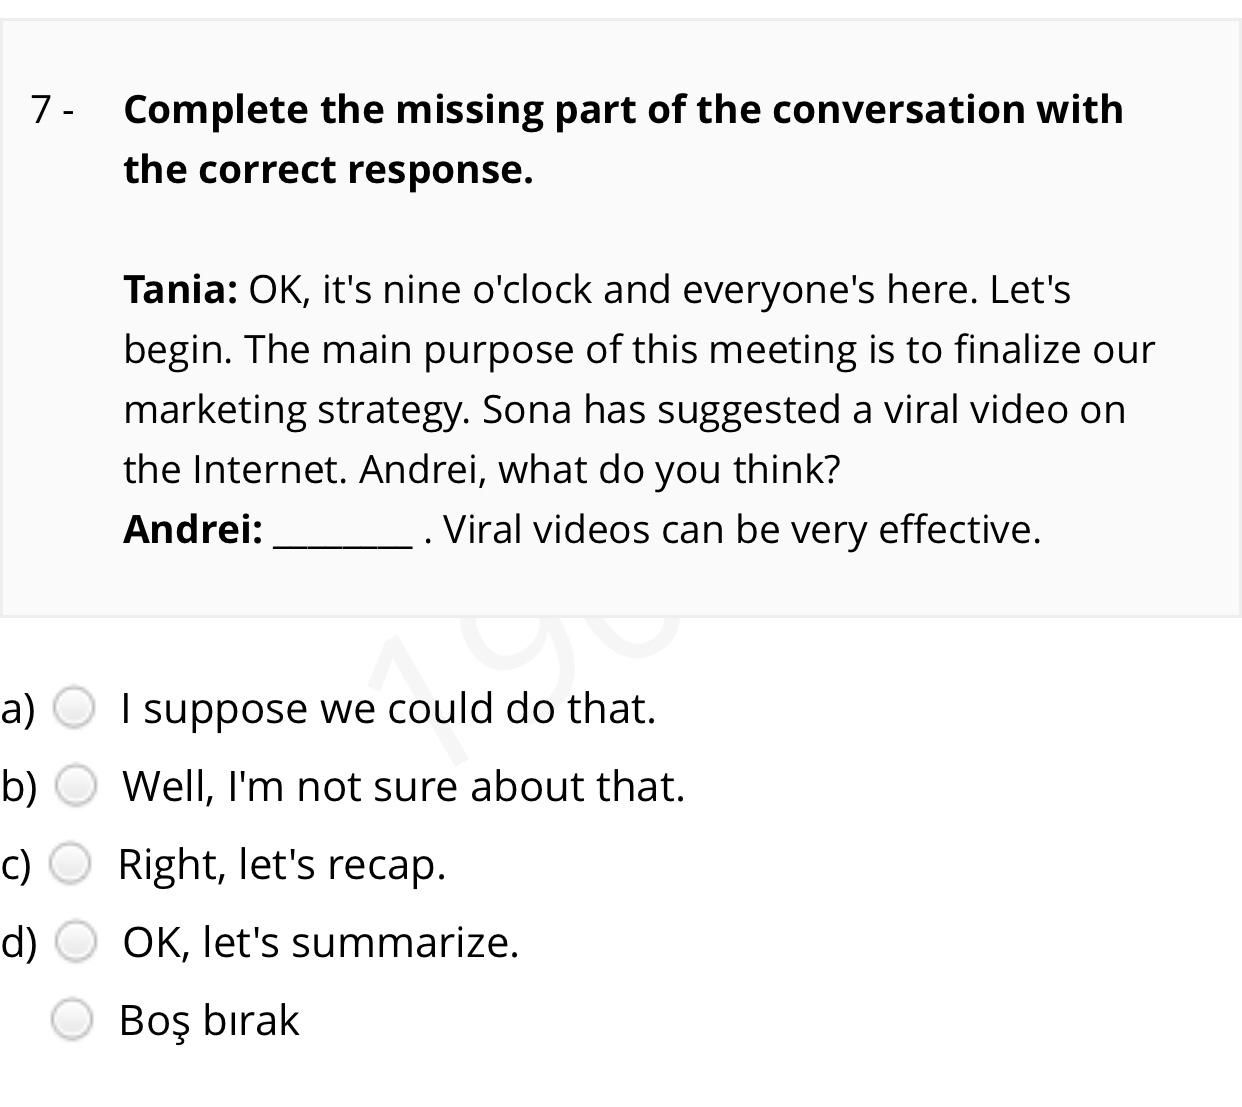 7 - Complete the missing part of the conversation with
the correct response.
Tania: OK, it's nine o'clock and everyone's here. Let's
begin. The main purpose of this meeting is to finalize our
marketing strategy. Sona has suggested a viral video on
the Internet. Andrei, what do you think?
Andrei: ________ . Viral videos can be very effective.
a) I suppose we could do that.
b) Well, I'm not sure about that.
c) Right, let's recap.
d) OK, let's summarize.
Boş bırak